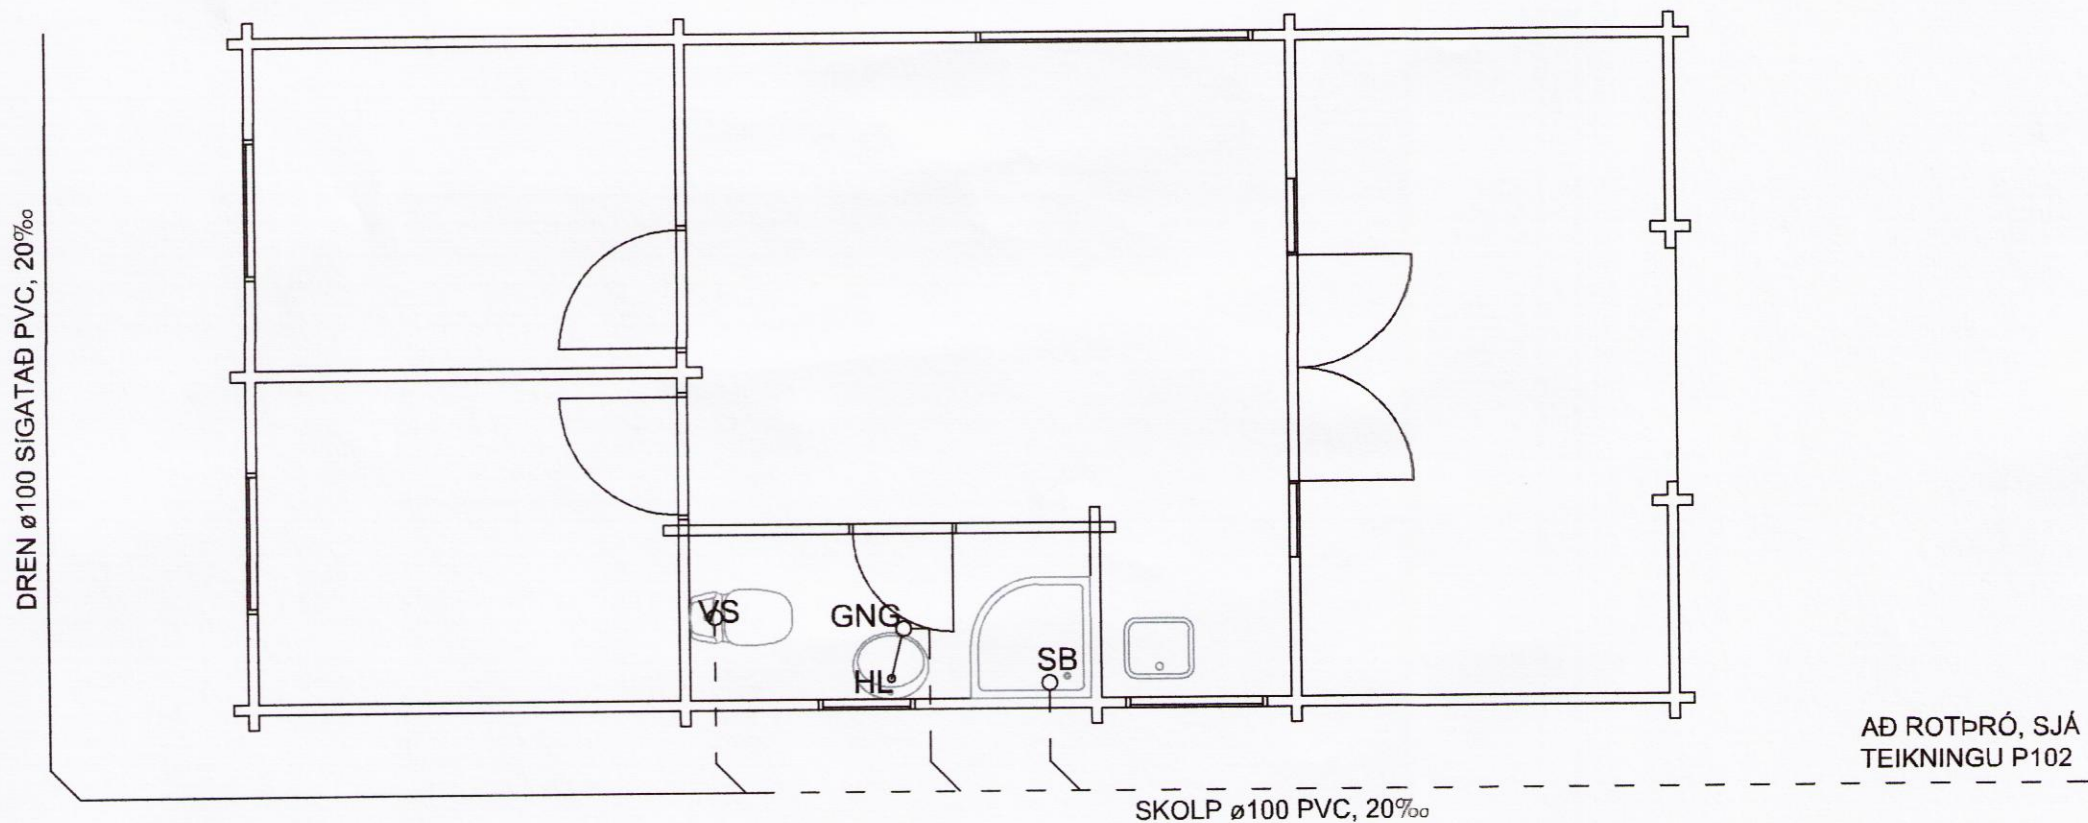 DREN ø100 SÍGATAÐ PVC, 20‰
VS
GNG
HL
SB
AÐ ROTÞRÓ, SJÁ
TEIKNINGU P102
SKOLP ø100 PVC, 20‰